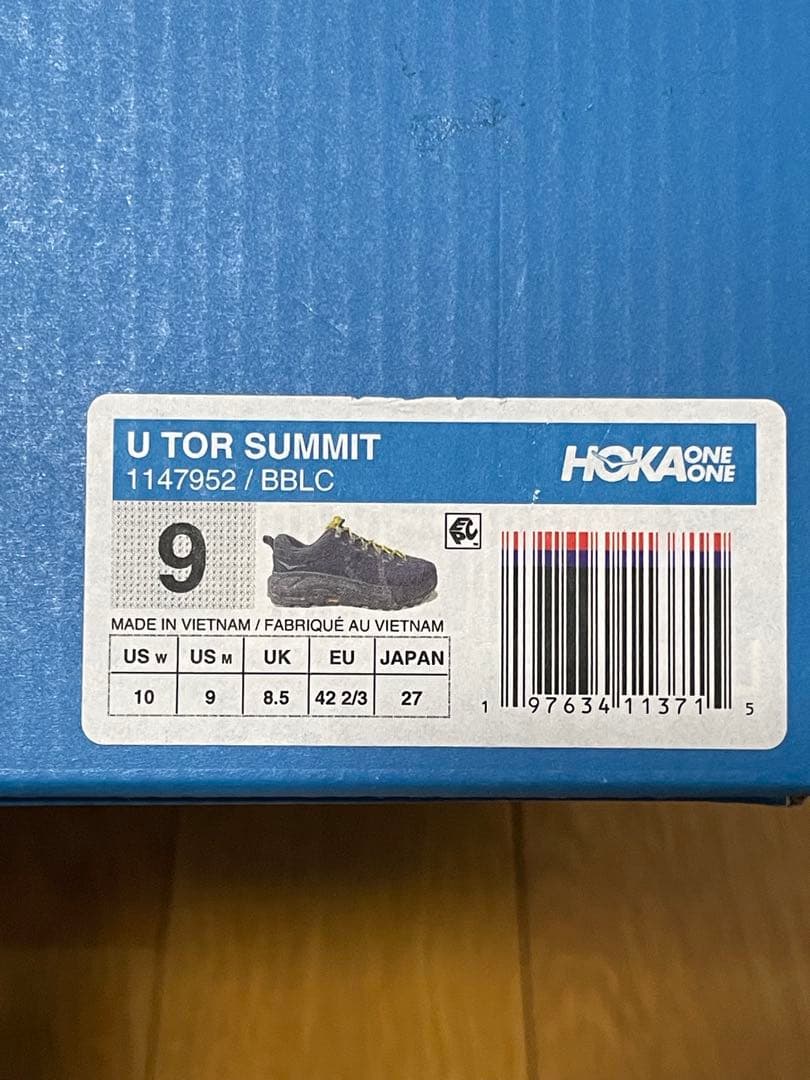 U TOR SUMMIT
1147952 / BBLC
HOKA ONE ONE
9
EPC
MADE IN VIETNAM / FABRIQUÉ AU VIETNAM
US W US M UK EU JAPAN
10 9 8.5 42 2/3 27
1 97634 11371 5